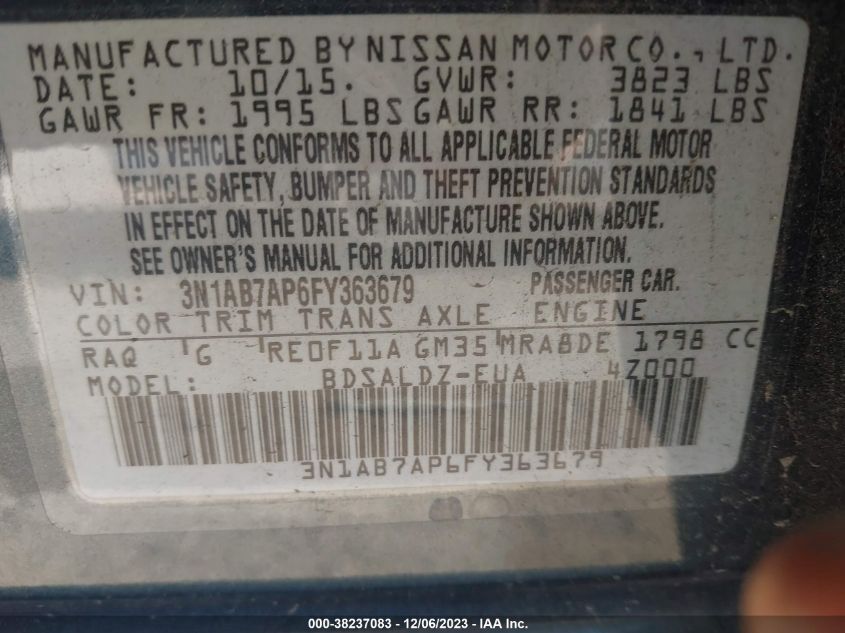 MANUFACTURED BY NISSAN MOTOR CO., LTD.
DATE: 10/15. GVWR: 3823 LBS
GAWR FR: 1995 LBS GAWR RR: 1841 LBS
THIS VEHICLE CONFORMS TO ALL APPLICABLE FEDERAL MOTOR
VEHICLE SAFETY, BUMPER AND THEFT PREVENTION STANDARDS
IN EFFECT ON THE DATE OF MANUFACTURE SHOWN ABOVE.
SEE OWNER'S MANUAL FOR ADDITIONAL INFORMATION.
VIN: 3N1AB7AP6FY363679 PASSENGER CAR.
COLOR TRIM TRANS AXLE ENGINE
RAQ G RE0F11A GM35 MRA8DE 1798 CC
MODEL: BDSALDZ-EUA 4Z000
3N1AB7AP6FY363679
000-38237083 - 12/06/2023 - IAA Inc.